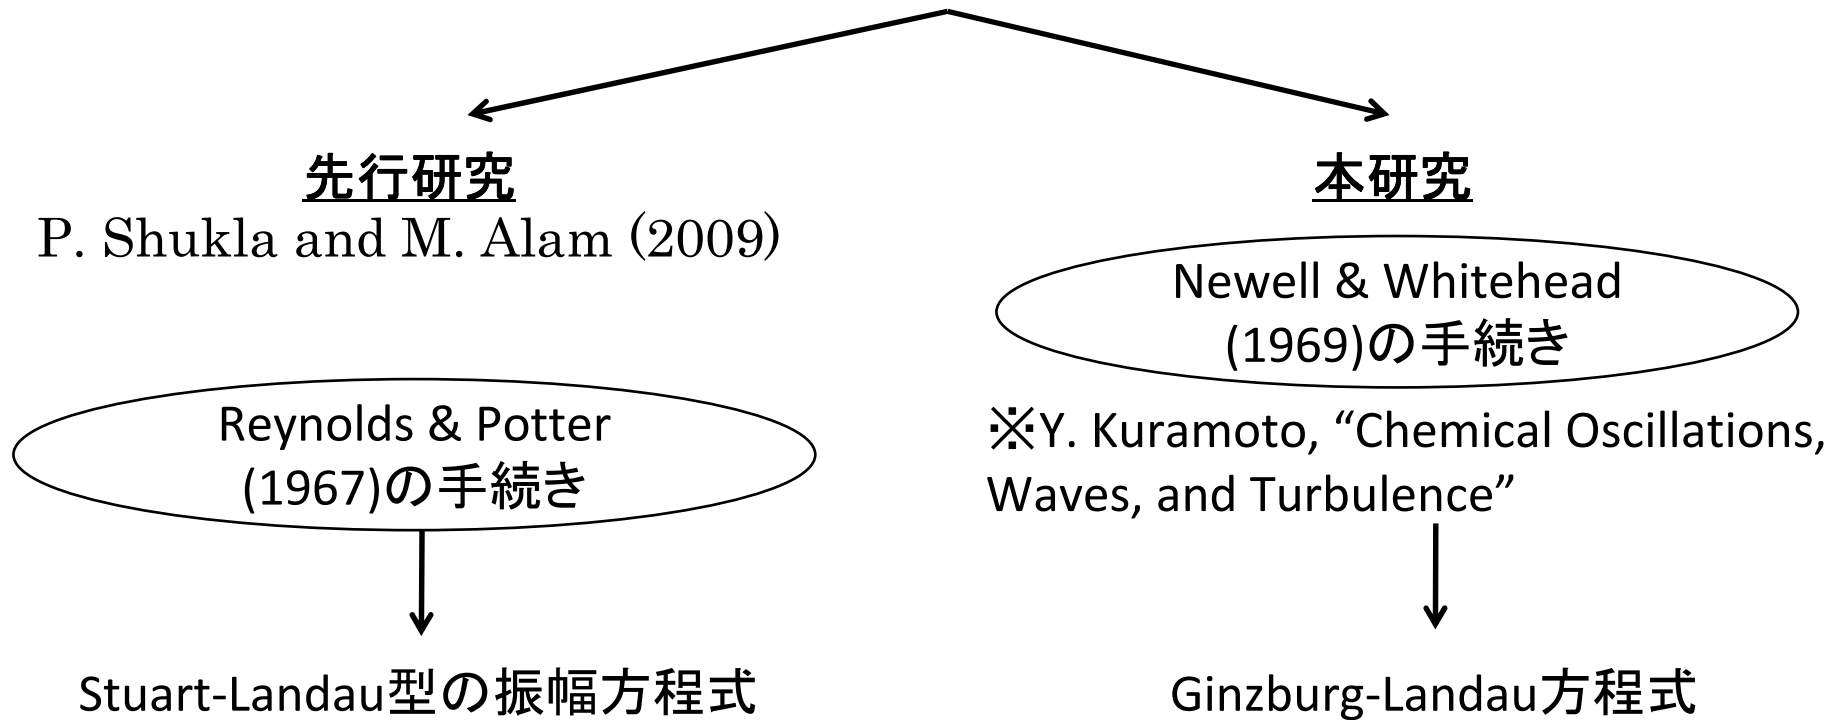 先行研究
P. Shukla and M. Alam (2009)
Reynolds & Potter
(1967)の手続き
Stuart-Landau型の振幅方程式
本研究
Newell & Whitehead
(1969)の手続き
※Y. Kuramoto, “Chemical Oscillations,
Waves, and Turbulence”
Ginzburg-Landau方程式